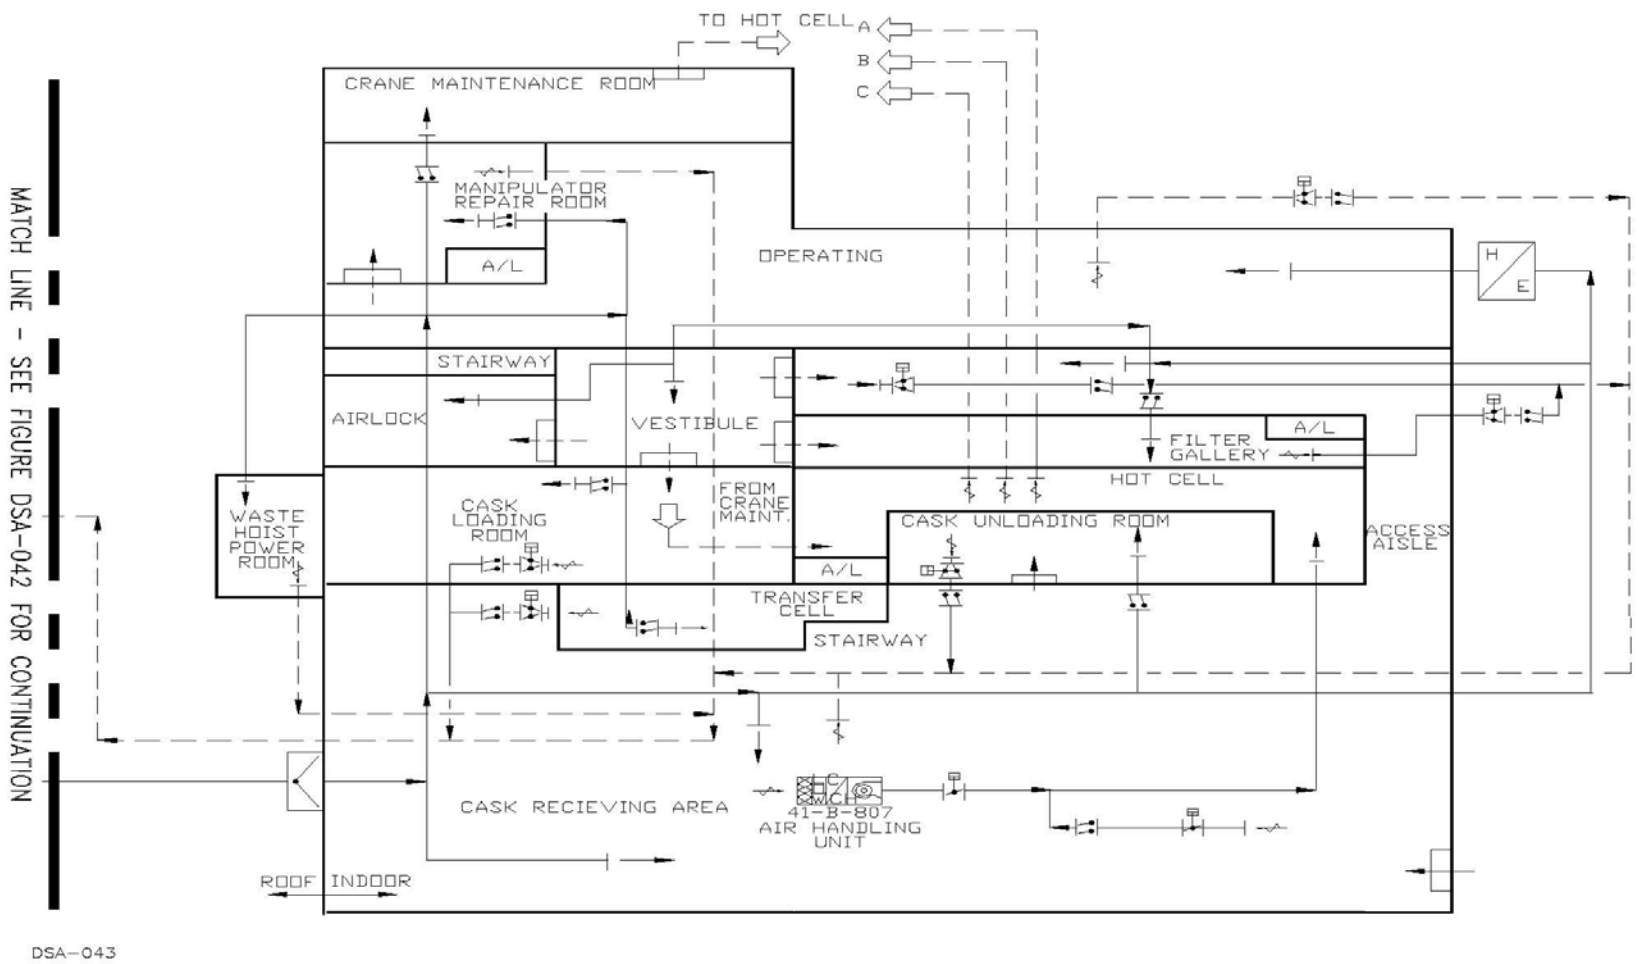 TO HOT CELL
A
B
C
CRANE MAINTENANCE ROOM
MANIPULATOR
REPAIR ROOM
A/L
OPERATING
H
E
STAIRWAY
AIRLOCK
VESTIBULE
A/L
FILTER
GALLERY
HOT CELL
FROM
CRANE
MAINT.
CASK
LOADING
ROOM
CASK UNLOADING ROOM
ACCESS
AISLE
WASTE
HOIST
POWER
ROOM
A/L
TRANSFER
CELL
STAIRWAY
CASK RECIEVING AREA
41-B-807
AIR HANDLING
UNIT
ROOF INDOOR
MATCH LINE - SEE FIGURE DSA-042 FOR CONTINUATION
DSA-043